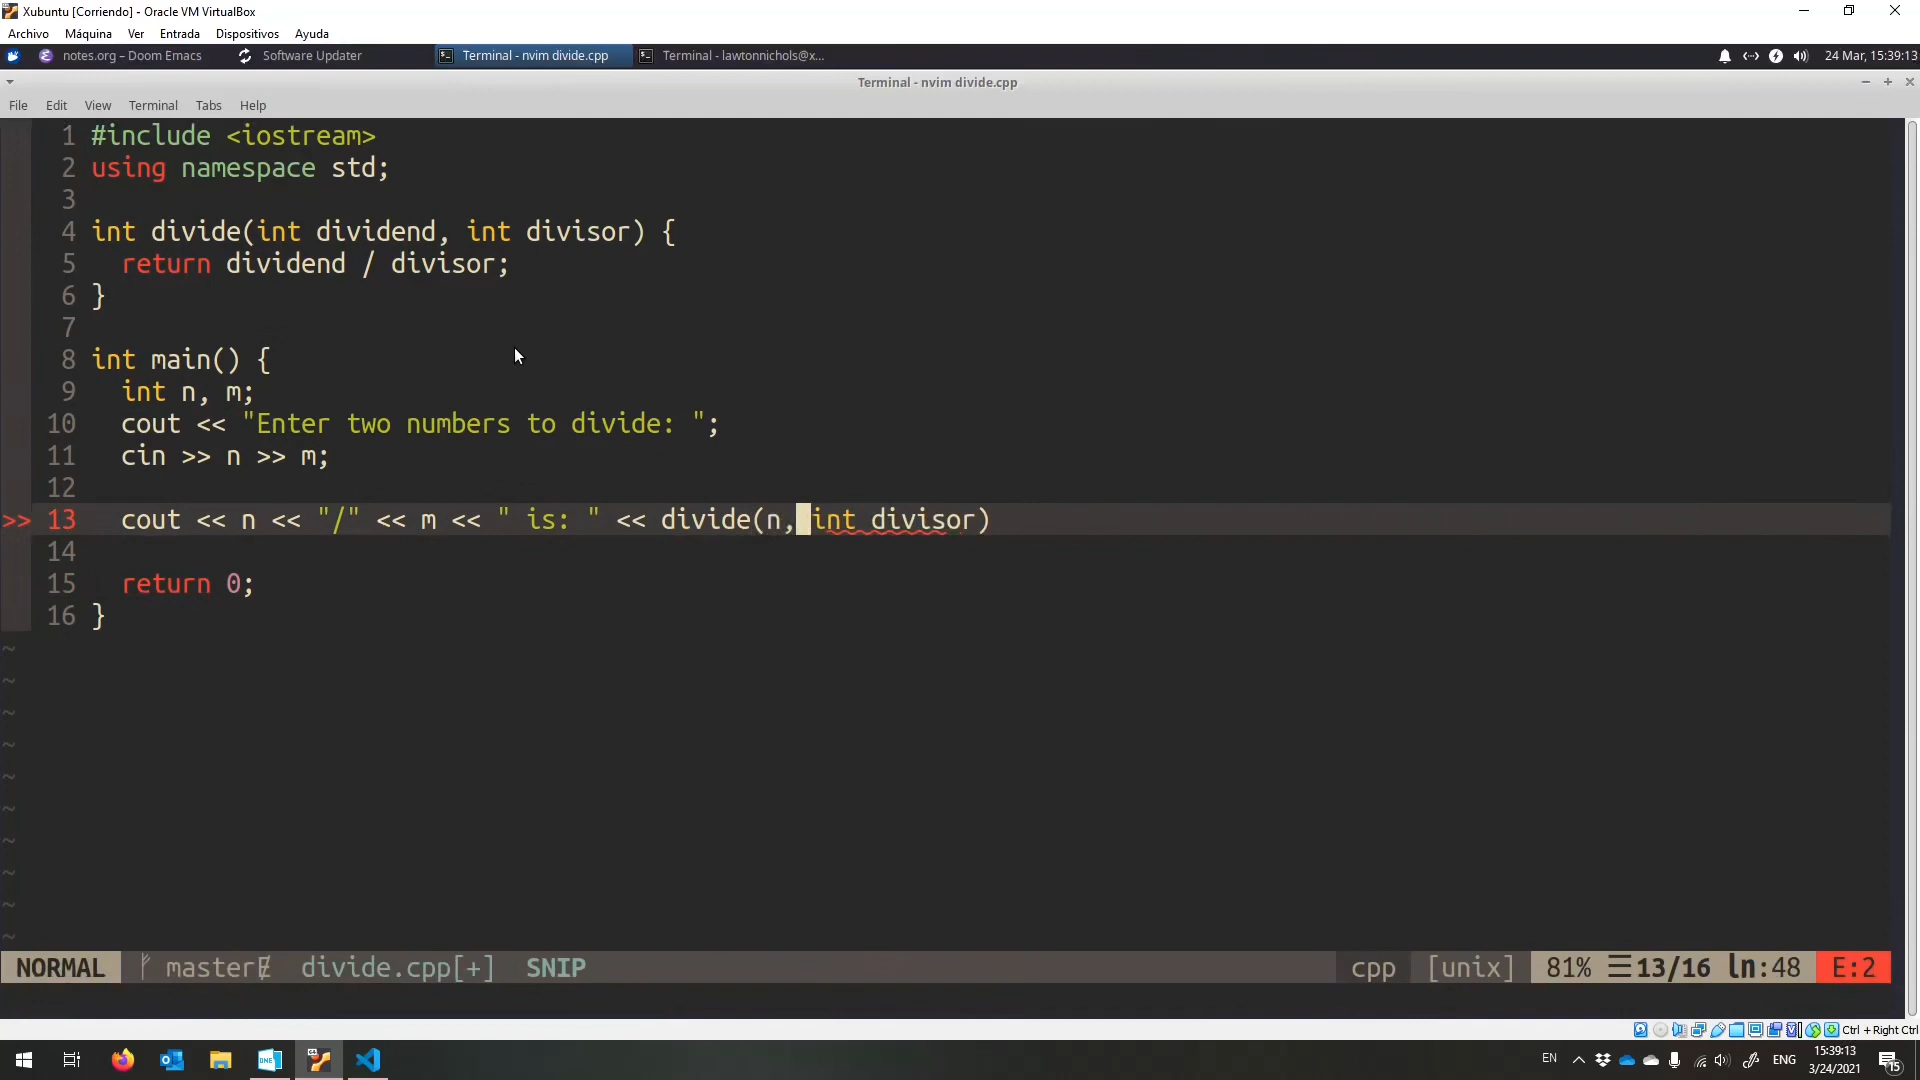 Xubuntu [Corriendo] - Oracle VM VirtualBox
Archivo Máquina Ver Entrada Dispositivos Ayuda
notes.org – Doom Emacs Software Updater Terminal - nvim divide.cpp Terminal - lawtonnichols@x... 24 Mar, 15:39:13
Terminal - nvim divide.cpp
File Edit View Terminal Tabs Help
1 #include <iostream>
2 using namespace std;
3
4 int divide(int dividend, int divisor) {
5 return dividend / divisor;
6 }
7
8 int main() {
9 int n, m;
10 cout << "Enter two numbers to divide: ";
11 cin >> n >> m;
12
>> 13 cout << n << "/" << m << " is: " << divide(n, int divisor)
14
15 return 0;
16 }
~
~
~
~
~
~
~
~
~
~
NORMAL master divide.cpp[+] SNIP cpp [unix] 81% ☰13/16 ln:48 E:2
Ctrl + Right Ctrl
EN ENG 15:39:13
3/24/2021
15